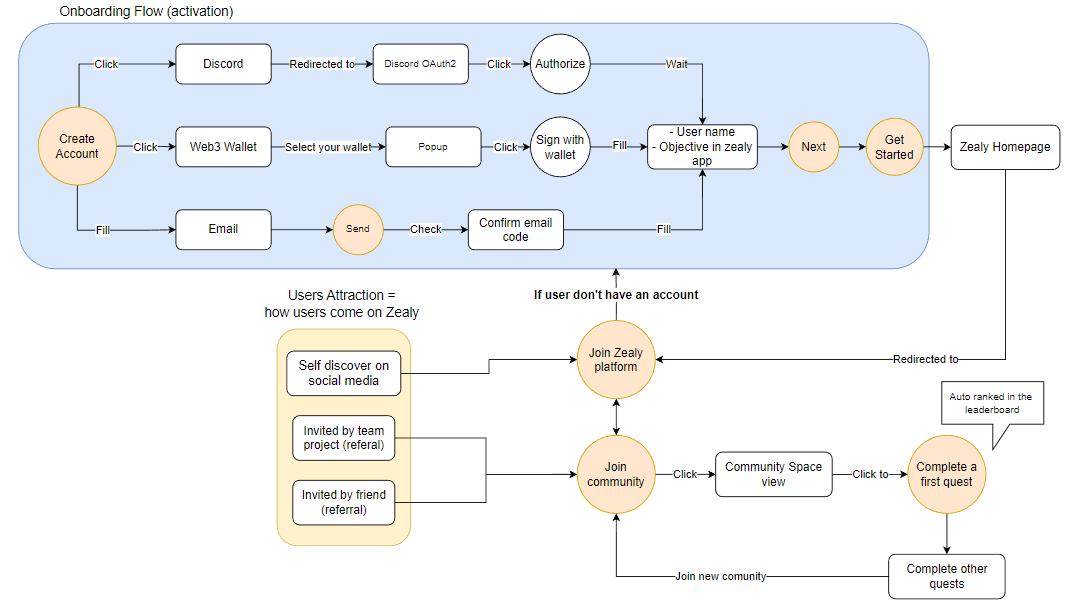 Onboarding Flow (activation)
Click
Discord
Redirected to
Discord OAuth2
Click
Authorize
Wait
Create
Account
Click
Web3 Wallet
Select your wallet
Popup
Click
Sign with
wallet
Fill
- User name
- Objective in zealy
app
Next
Get
Started
Zealy Homepage
Fill
Email
Send
Check
Confirm email
code
Fill
Users Attraction =
how users come on Zealy
If user don't have an account
Self discover on
social media
Join Zealy
platform
Redirected to
Invited by team
project (referal)
Invited by friend
(referral)
Join
community
Click
Community Space
view
Click to
Complete a
first quest
Auto ranked in the
leaderboard
Complete other
quests
Join new comunity